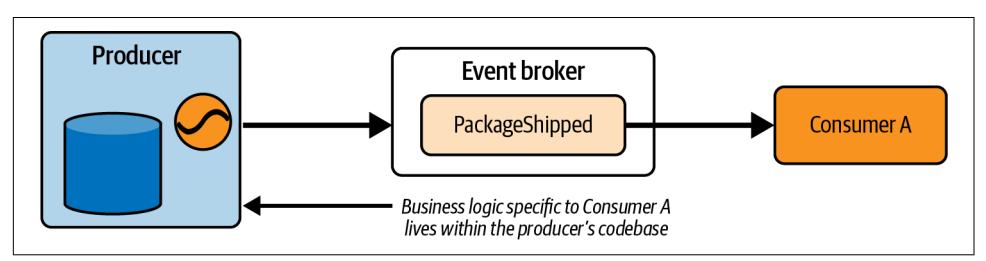 Producer
Event broker
PackageShipped
Consumer A
Business logic specific to Consumer A
lives within the producer's codebase